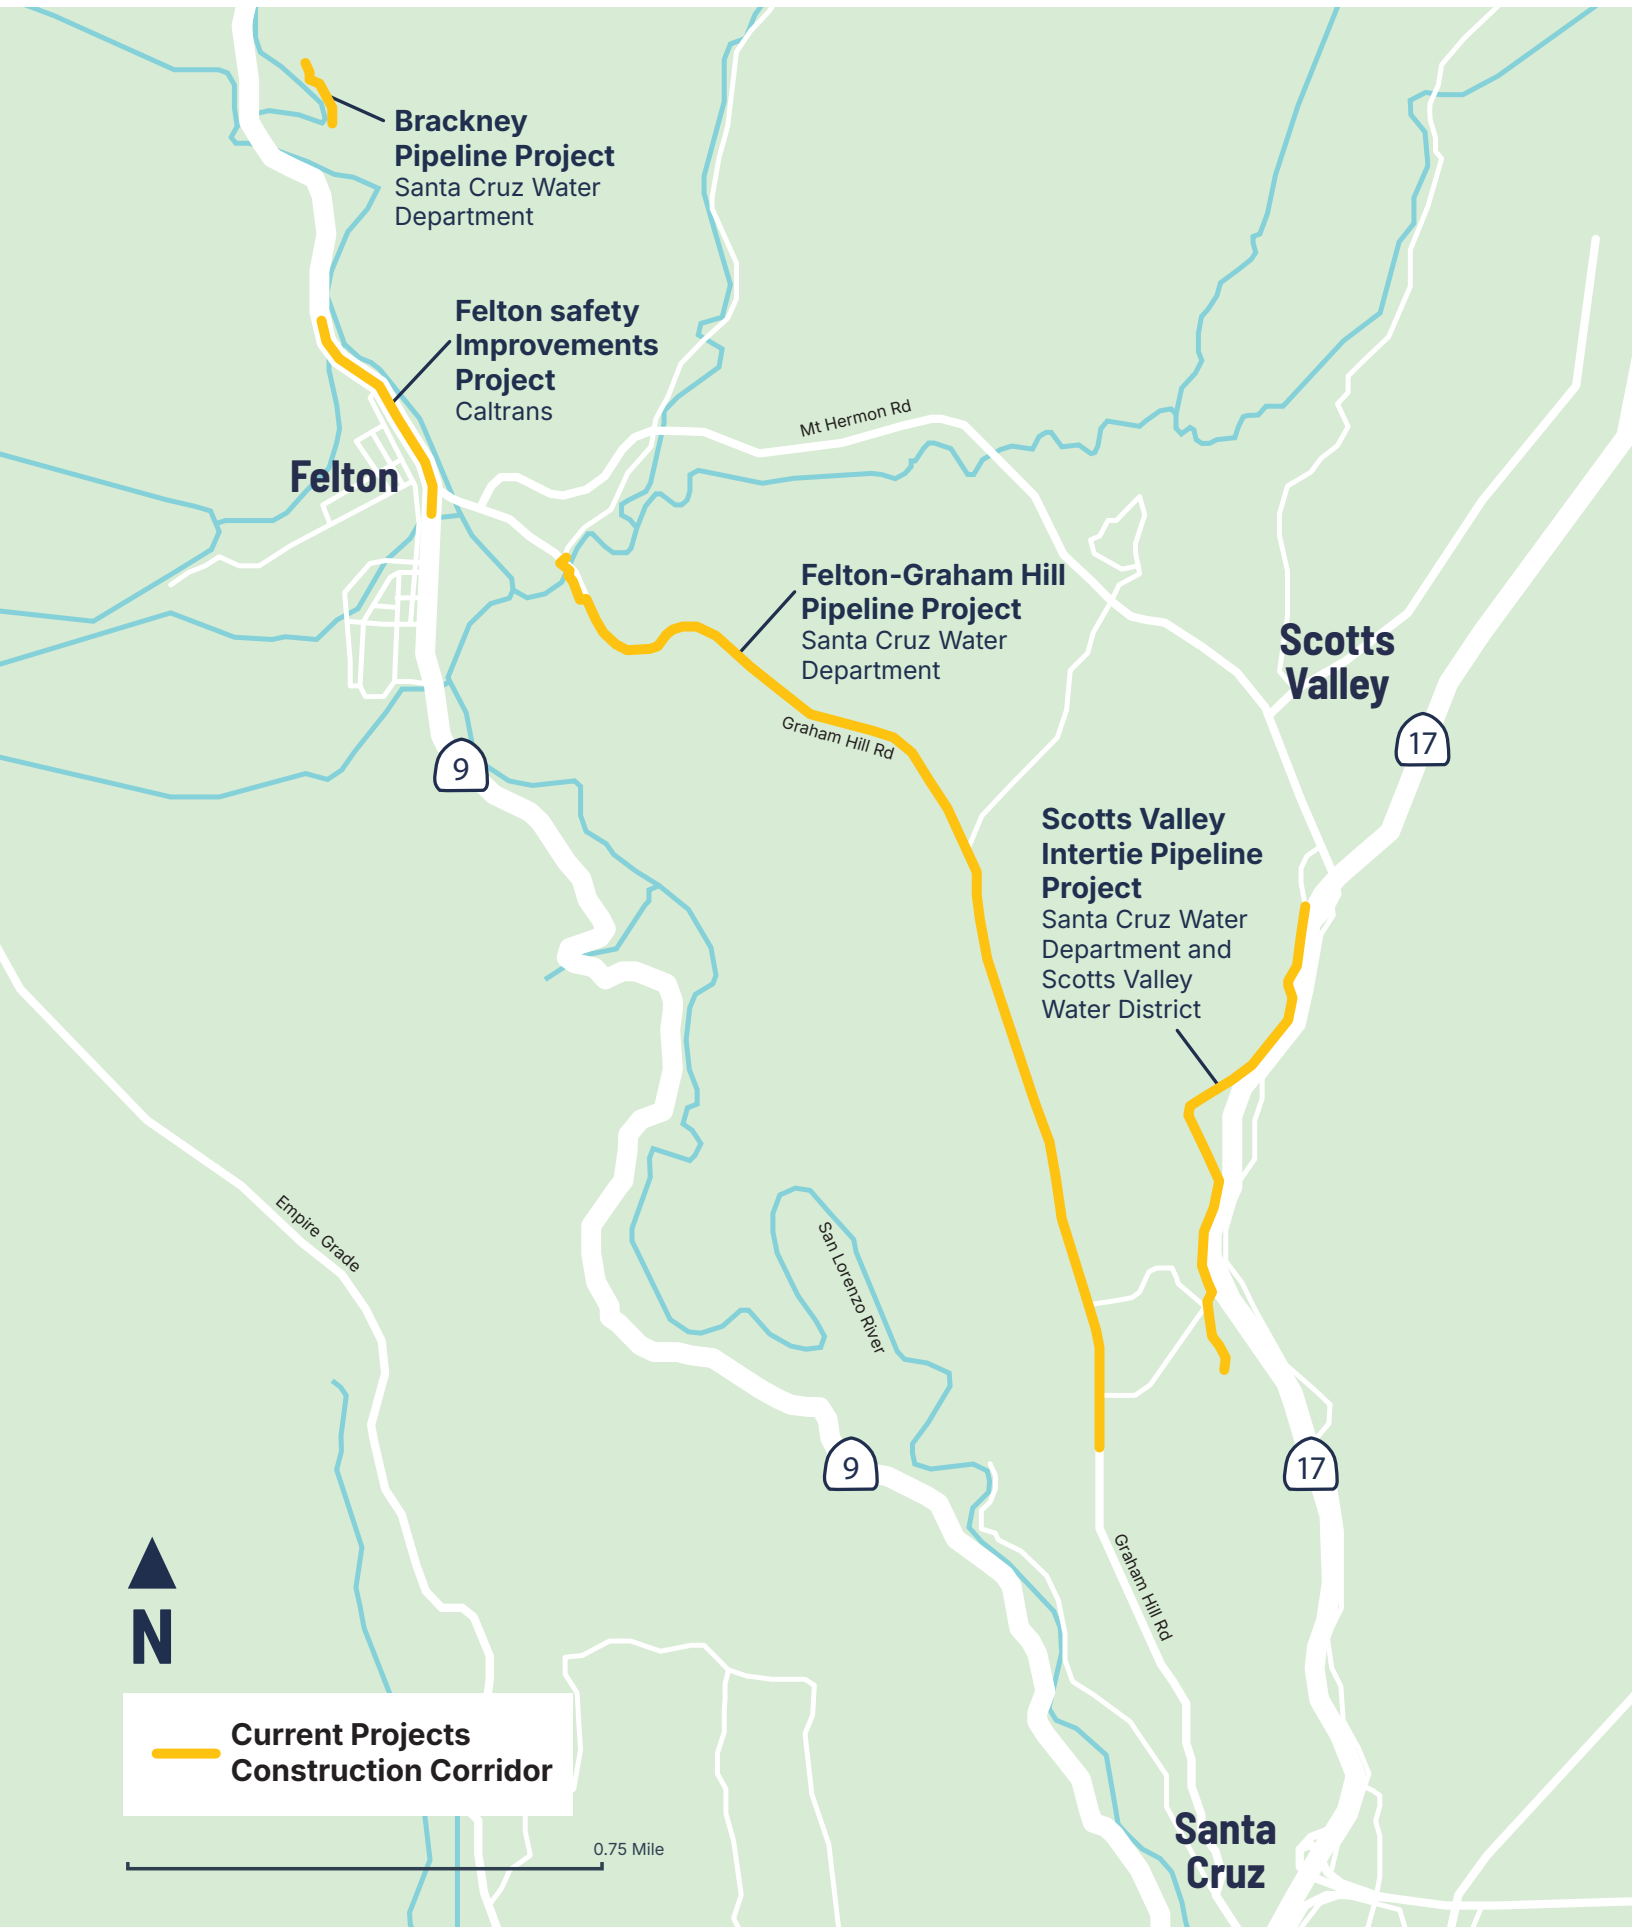 Brackney
Pipeline Project
Santa Cruz Water
Department
Felton safety
Improvements
Project
Caltrans
Mt Hermon Rd
Felton
Felton-Graham Hill
Pipeline Project
Santa Cruz Water
Department
Scotts
Valley
Graham Hill Rd
17
9
Scotts Valley
Intertie Pipeline
Project
Santa Cruz Water
Department and
Scotts Valley
Water District
Empire Grade
San Lorenzo River
9
17
Graham Hill Rd
N
Current Projects
Construction Corridor
Santa
Cruz
0.75 Mile